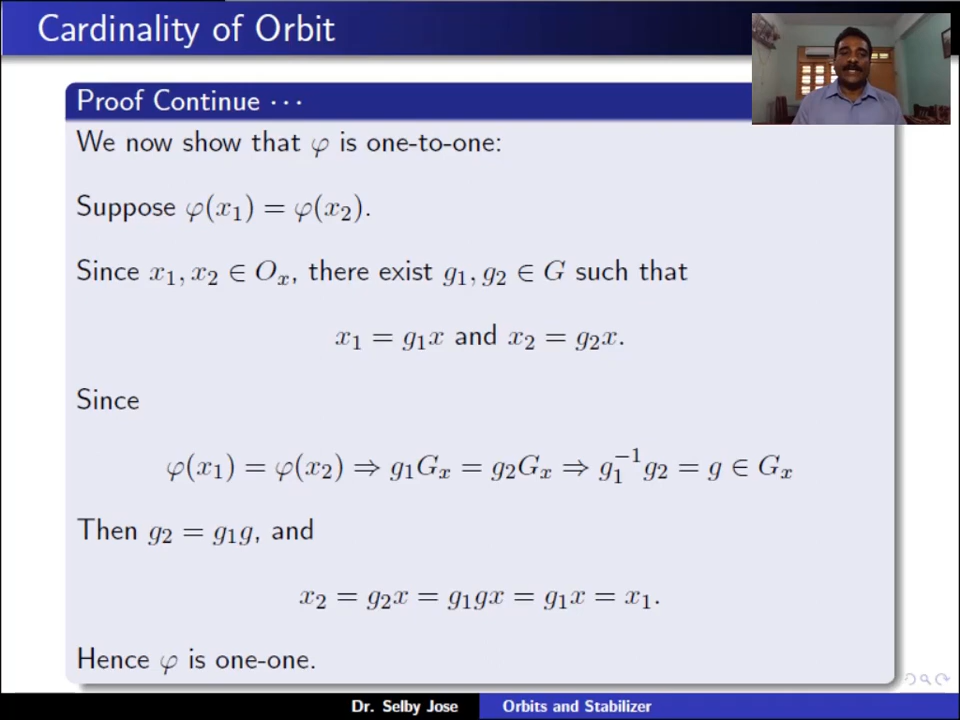 Cardinality of Orbit
Proof Continue ···
We now show that φ is one-to-one:
Suppose φ(x₁) = φ(x₂).
Since x₁, x₂ ∈ Oₓ, there exist g₁, g₂ ∈ G such that
x₁ = g₁x and x₂ = g₂x.
Since
φ(x₁) = φ(x₂) ⇒ g₁Gₓ = g₂Gₓ ⇒ g₁⁻¹g₂ = g ∈ Gₓ
Then g₂ = g₁g, and
x₂ = g₂x = g₁gx = g₁x = x₁.
Hence φ is one-one.
Dr. Selby Jose Orbits and Stabilizer